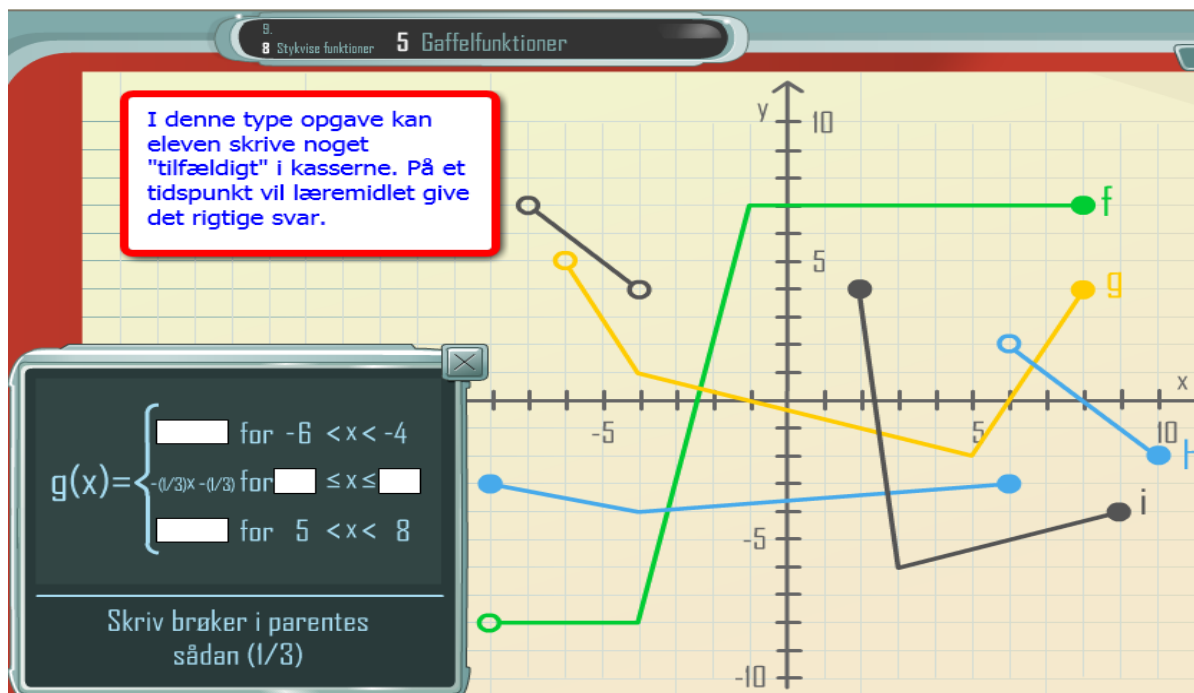 9.
8 Stykvise funktioner 5 Gaffelfunktioner
I denne type opgave kan
eleven skrive noget
"tilfældigt" i kasserne. På et
tidspunkt vil læremidlet give
det rigtige svar.
y
10
f
5
g
x
-5
5
10
h
-5
i
-10
g(x)=
for -6 <x< -4
-(1/3)x -(1/3) for ≤x≤
for 5 <x< 8
Skriv brøker i parentes
sådan (1/3)